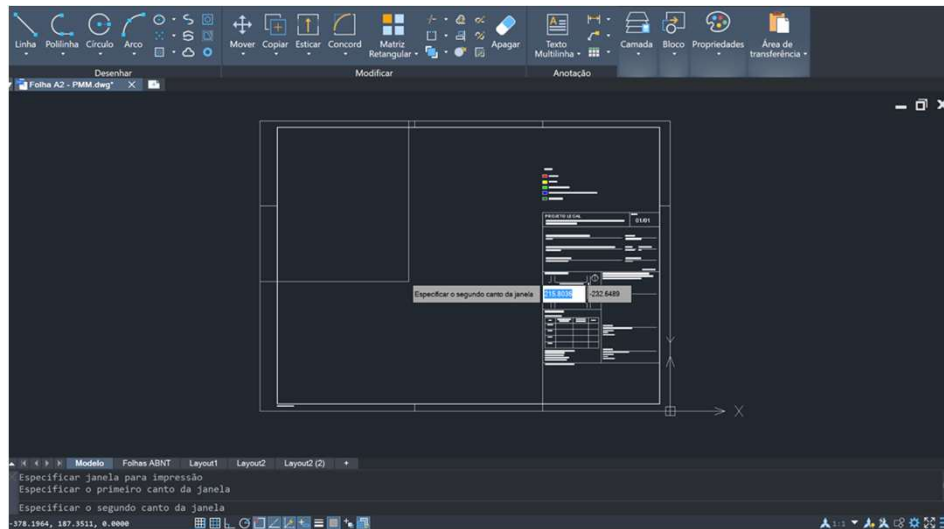 Linha Polilinha Círculo Arco
Mover Copiar Esticar Concord Matriz Retangular Apagar
Texto Multilinha Camada Bloco Propriedades Área de transferência
Desenhar Modificar Anotação
Folha A2 - PMM.dwg*
PROJETO LEGAL 01/01
Especificar o segundo canto da janela 215.8039 -232.6489
X
Modelo Folhas ABNT Layout1 Layout2 Layout2 (2) +
Especificar janela para impressão
Especificar o primeiro canto da janela
Especificar o segundo canto da janela
-378.1964, 187.3511, 0.0000 1:1